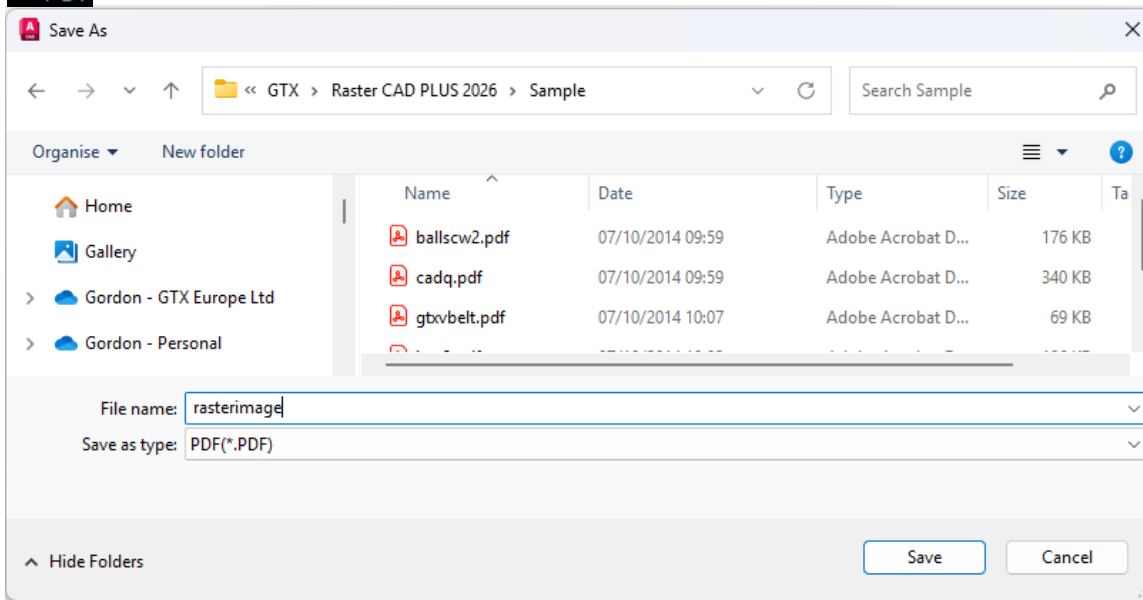 Save As
« GTX > Raster CAD PLUS 2026 > Sample
Search Sample
Organise
New folder
Name Date Type Size Ta
Home
Gallery
Gordon - GTX Europe Ltd
Gordon - Personal
ballscw2.pdf 07/10/2014 09:59 Adobe Acrobat D... 176 KB
cadq.pdf 07/10/2014 09:59 Adobe Acrobat D... 340 KB
gtxvbelt.pdf 07/10/2014 10:07 Adobe Acrobat D... 69 KB
File name: rasterimage
Save as type: PDF(*.PDF)
Hide Folders
Save
Cancel